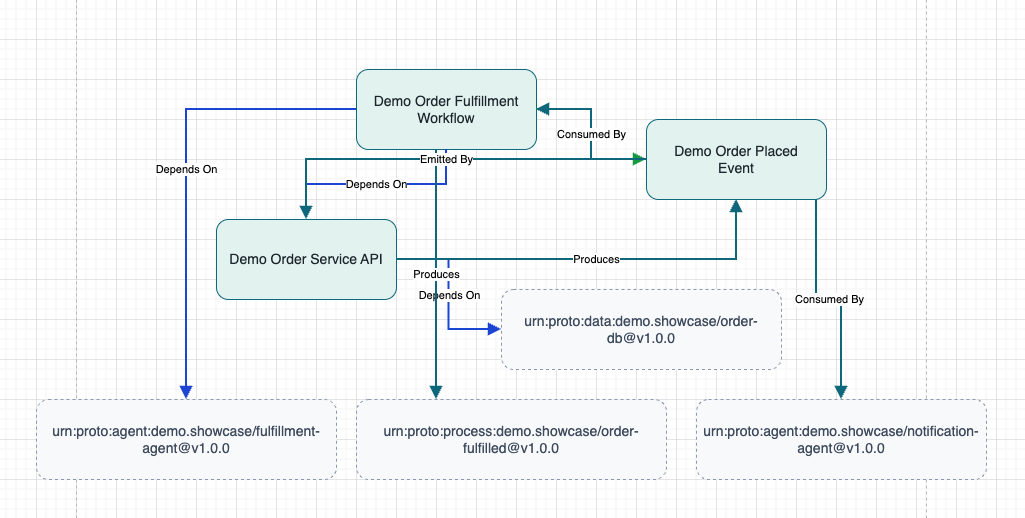 Demo Order Fulfillment
Workflow
Consumed By
Demo Order Placed
Event
Emitted By
Depends On
Depends On
Demo Order Service API
Produces
Produces
Depends On
Consumed By
urn:proto:data:demo.showcase/order-
db@v1.0.0
urn:proto:agent:demo.showcase/fulfillment-
agent@v1.0.0
urn:proto:process:demo.showcase/order-
fulfilled@v1.0.0
urn:proto:agent:demo.showcase/notification-
agent@v1.0.0